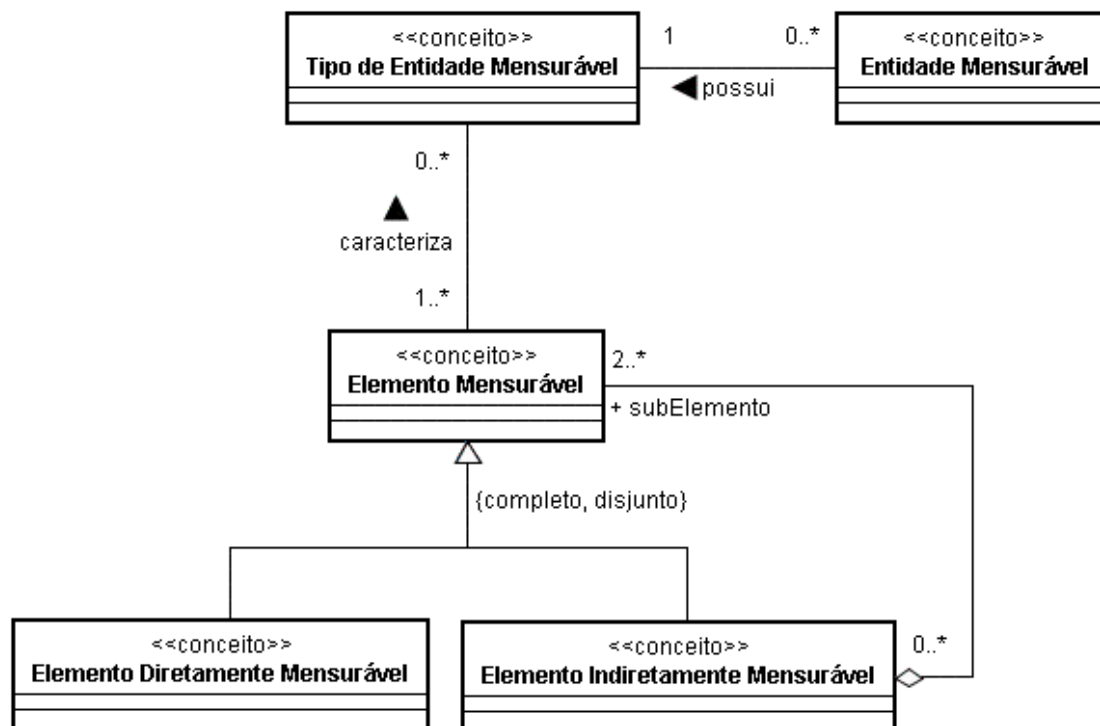 <<conceito>>
Tipo de Entidade Mensurável
1
0..*
<<conceito>>
Entidade Mensurável
possui
0..*
caracteriza
1..*
<<conceito>>
Elemento Mensurável
2..*
+ subElemento
{completo, disjunto}
<<conceito>>
Elemento Diretamente Mensurável
<<conceito>>
Elemento Indiretamente Mensurável
0..*